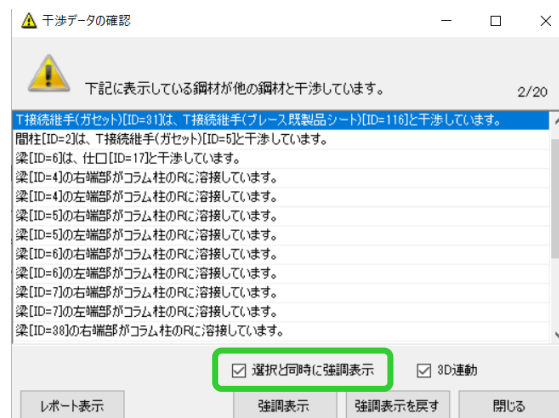 干渉データの確認
下記に表示している鋼材が他の鋼材と干渉しています。
2/20
T接続継手(ガセット)[ID=31]は、T接続継手(ブレース既製品シート)[ID=116]と干渉しています。
間柱[ID=2]は、T接続継手(ガセット)[ID=5]と干渉しています。
梁[ID=6]は、仕口[ID=17]と干渉しています。
梁[ID=4]の右端部がコラム柱のRに溶接しています。
梁[ID=4]の左端部がコラム柱のRに溶接しています。
梁[ID=5]の右端部がコラム柱のRに溶接しています。
梁[ID=5]の左端部がコラム柱のRに溶接しています。
梁[ID=6]の右端部がコラム柱のRに溶接しています。
梁[ID=6]の左端部がコラム柱のRに溶接しています。
梁[ID=7]の右端部がコラム柱のRに溶接しています。
梁[ID=7]の左端部がコラム柱のRに溶接しています。
梁[ID=38]の右端部がコラム柱のRに溶接しています。
選択と同時に強調表示
3D連動
レポート表示
強調表示
強調表示を戻す
閉じる